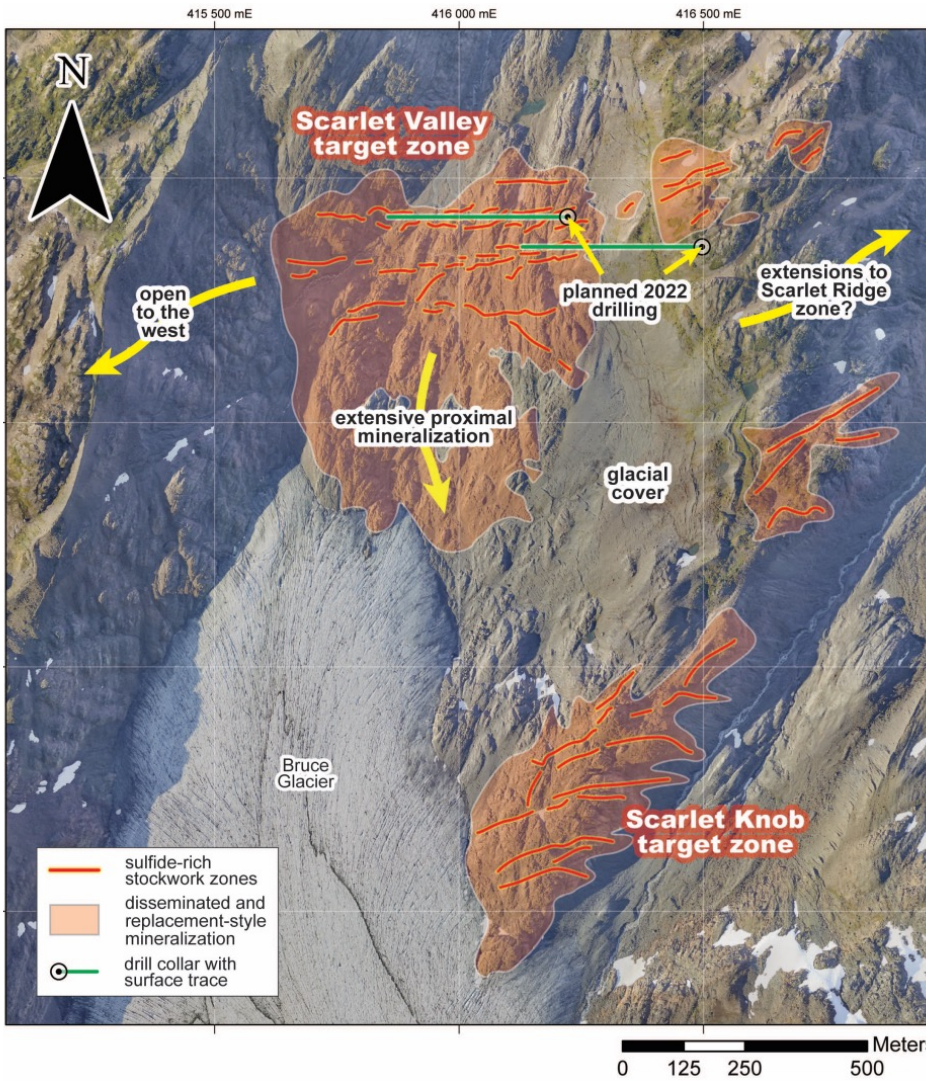 415 500 mE
416 000 mE
416 500 mE
N
Scarlet Valley
target zone
open
to the
west
planned 2022
drilling
extensions to
Scarlet Ridge
zone?
extensive proximal
mineralization
glacial
cover
Bruce
Glacier
Scarlet Knob
target zone
sulfide-rich
stockwork zones
disseminated and
replacement-style
mineralization
drill collar with
surface trace
Meters
0 125 250 500